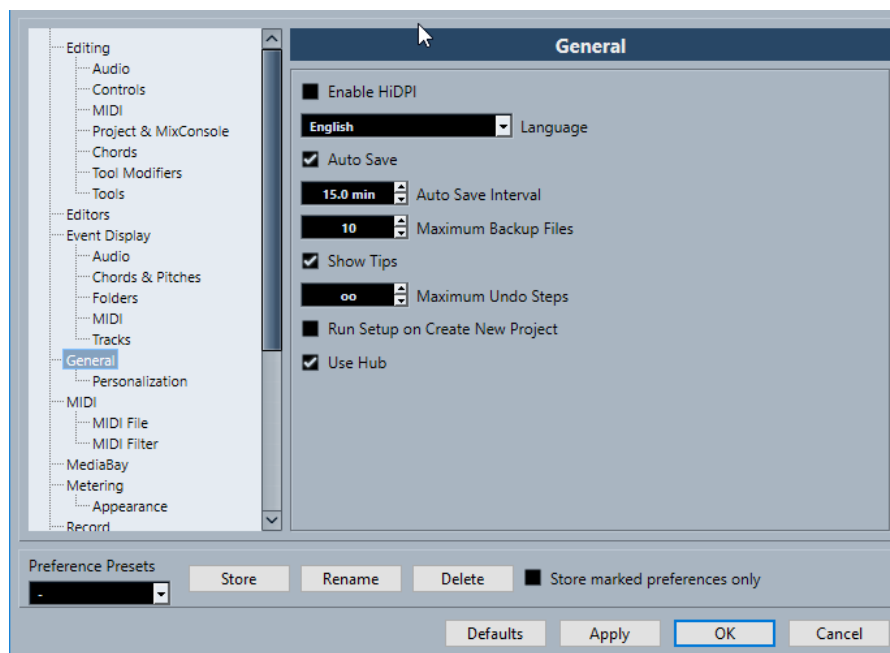 Editing
Audio
Controls
MIDI
Project & MixConsole
Chords
Tool Modifiers
Tools
Editors
Event Display
Audio
Chords & Pitches
Folders
MIDI
Tracks
General
Personalization
MIDI
MIDI File
MIDI Filter
MediaBay
Metering
Appearance
Record
General
Enable HiDPI
English Language
Auto Save
15.0 min Auto Save Interval
10 Maximum Backup Files
Show Tips
oo Maximum Undo Steps
Run Setup on Create New Project
Use Hub
Preference Presets
-
Store Rename Delete Store marked preferences only
Defaults Apply OK Cancel